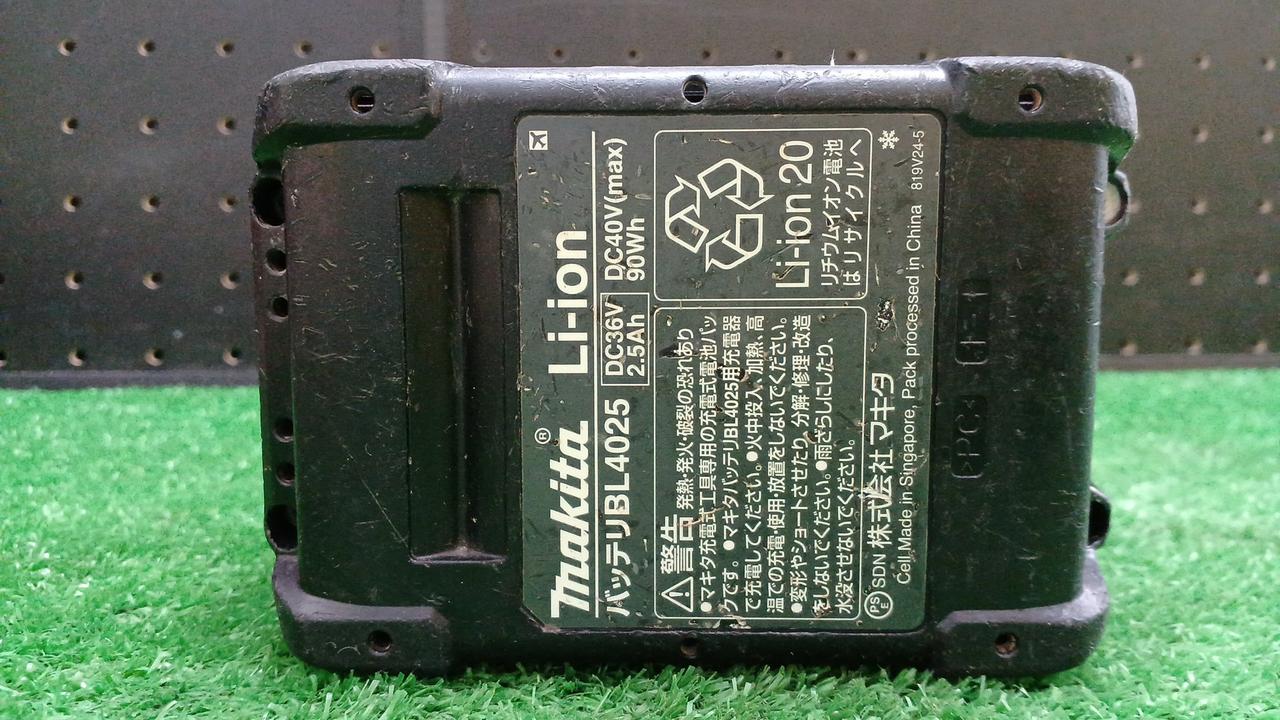 Makita® Li-ion
バッテリBL4025 DC36V 2.5Ah DC40V(max) 90Wh
警告 発熱・発火・破裂の恐れあり
●マキタ充電式工具専用の充電式電池パッ
クです。●マキタバッテリBL4025用充電器
で充電してください。●火中投入、加熱、高
温での充電・使用・放置をしないでください。
●変形やショートさせたり、分解・修理・改造
をしないでください。●雨ざらしにしたり、
水没させないでください。
Li-ion 20
リチウムイオン電池
はリサイクルへ
PSE SDN 株式会社マキタ
Cell Made in Singapore, Pack processed in China 819V24-5
>PC<